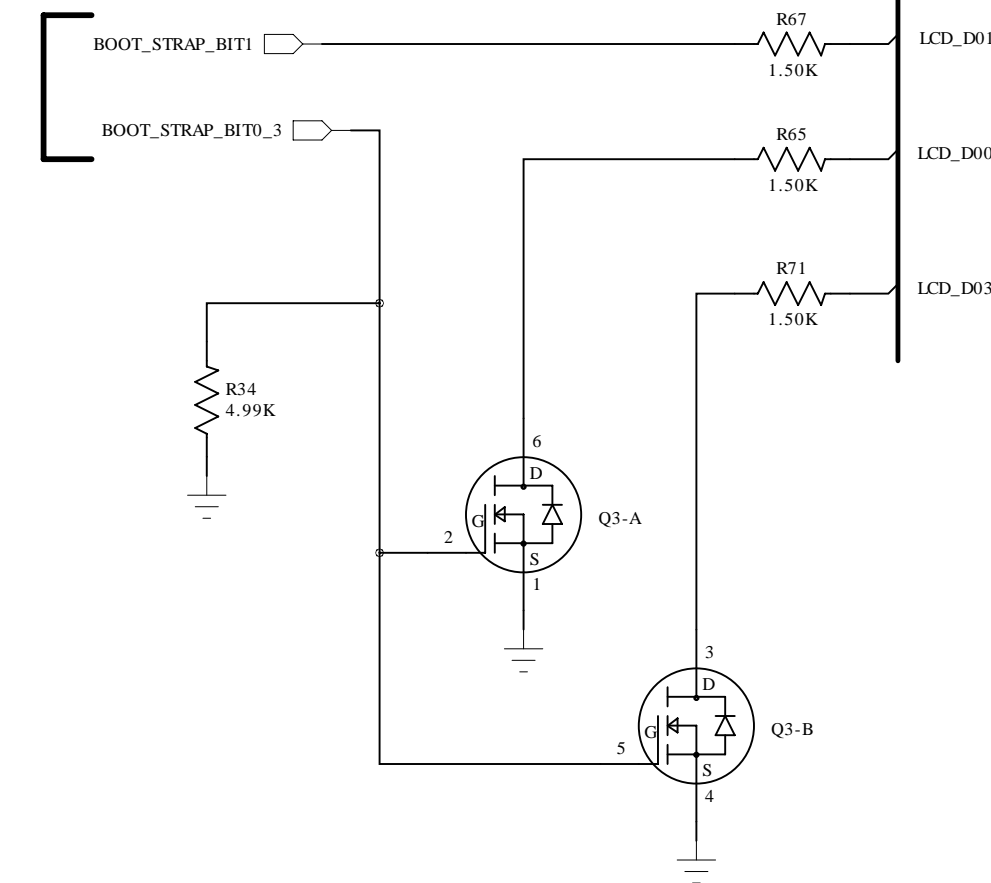 R67
BOOT_STRAP_BIT1
LCD_D01
1.50K
BOOT_STRAP_BIT0_3
R65
LCD_D00
1.50K
R71
LCD_D03
1.50K
R34
4.99K
6
D
G
Q3-A
2
S
1
3
D
G
Q3-B
5
S
4